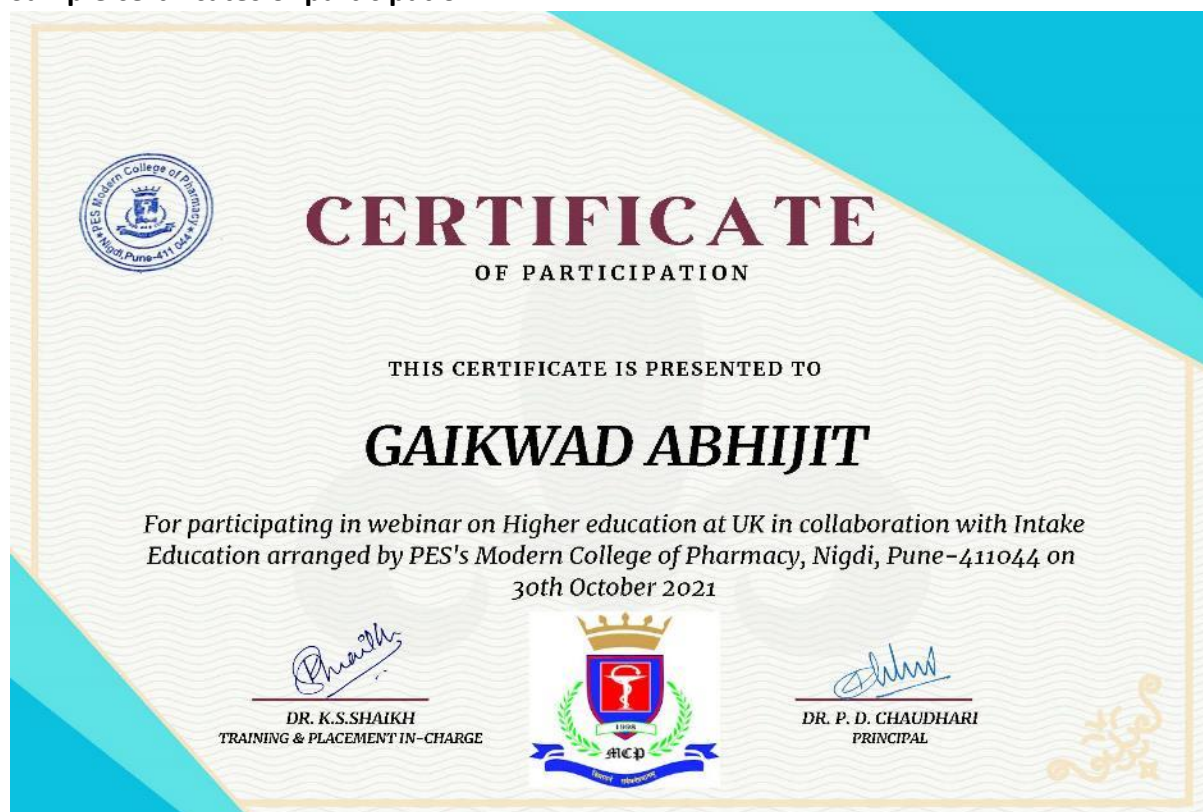 CERTIFICATE
OF PARTICIPATION
PES Modern College of Pharmacy
Nigdi, Pune-411 044
THIS CERTIFICATE IS PRESENTED TO
GAIKWAD ABHIJIT
For participating in webinar on Higher education at UK in collaboration with Intake
Education arranged by PES's Modern College of Pharmacy, Nigdi, Pune-411044 on
30th October 2021
DR. K.S.SHAIKH
TRAINING & PLACEMENT IN-CHARGE
1998
MCP
DR. P. D. CHAUDHARI
PRINCIPAL